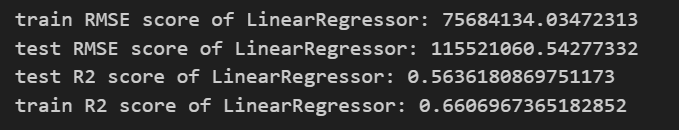 train RMSE score of LinearRegressor: 75684134.03472313
test RMSE score of LinearRegressor: 115521060.54277332
test R2 score of LinearRegressor: 0.5636180869751173
train R2 score of LinearRegressor: 0.6606967365182852